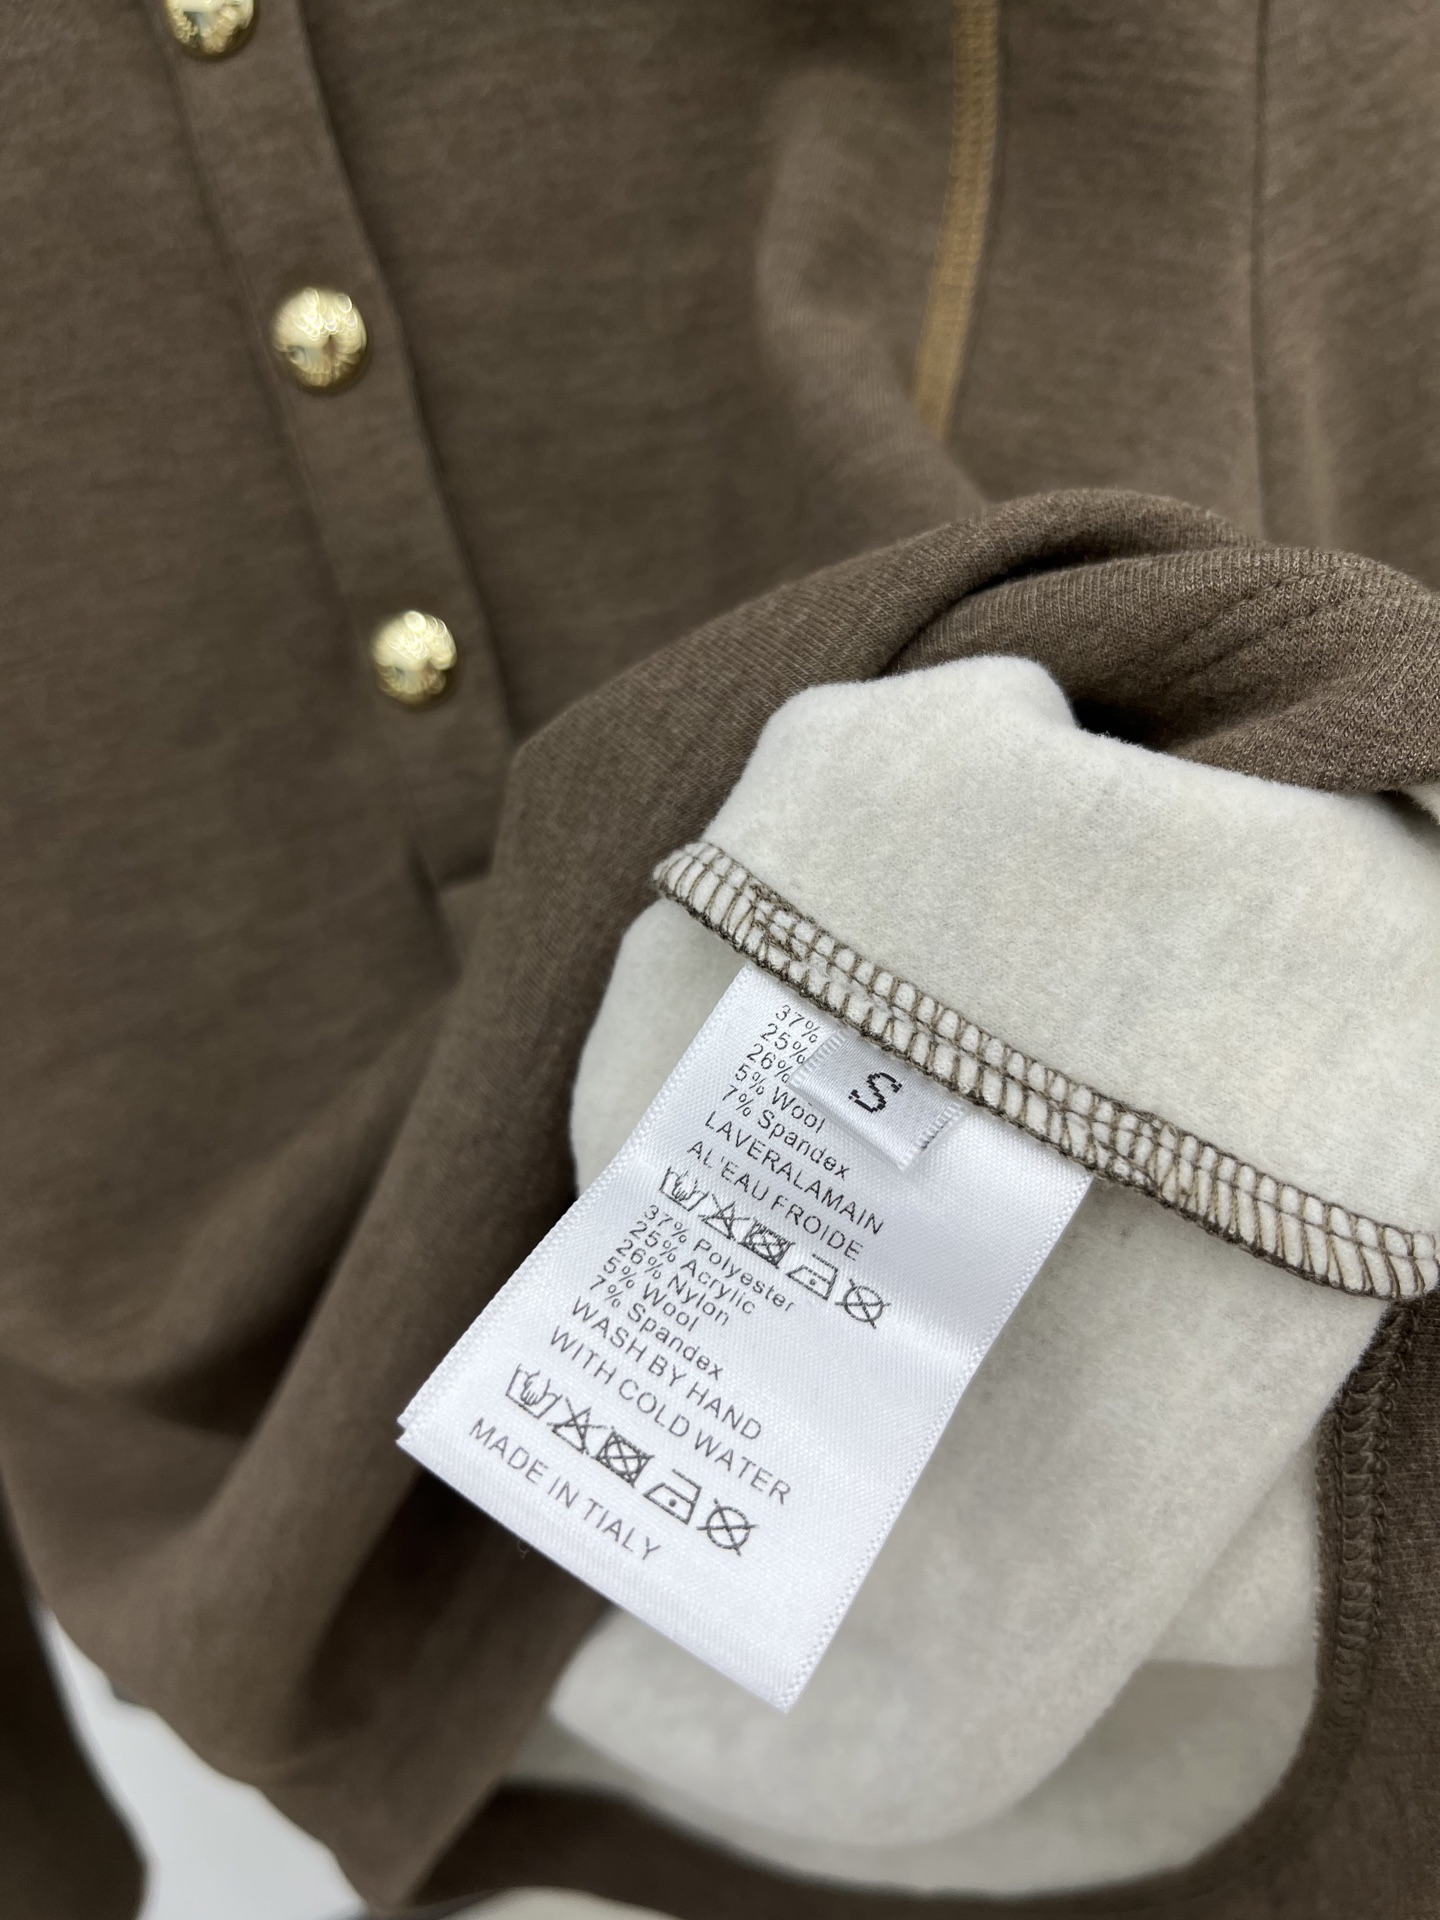 S
37%
25%
26%
5% Wool
7% Spandex
LAVERALAMAIN
AL'EAU FROIDE
37% Polyester
25% Acrylic
26% Nylon
5% Wool
7% Spandex
WASH BY HAND
WITH COLD WATER
MADE IN TIALY